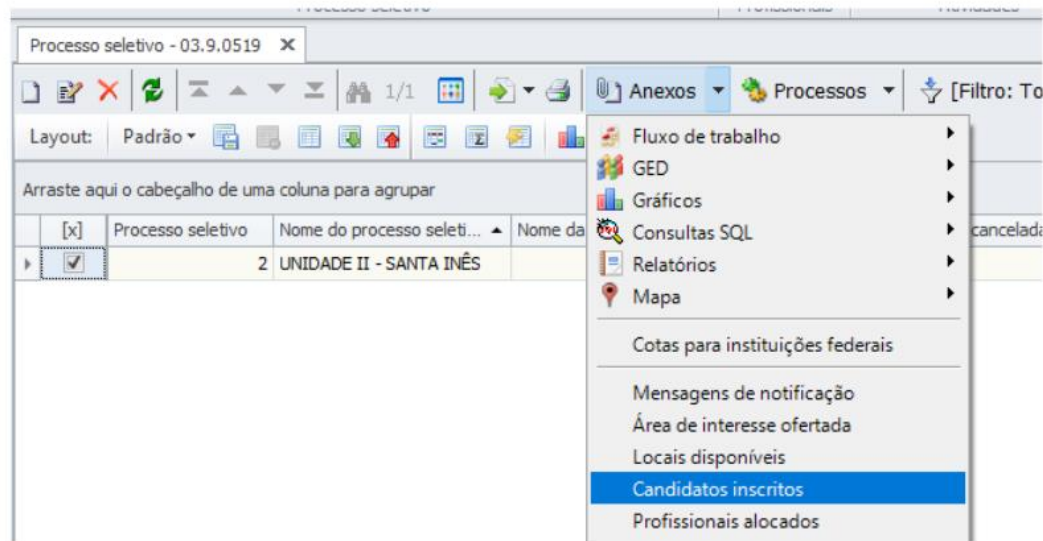 Processo seletivo - 03.9.0519
1/1 Anexos Processos [Filtro: To
Layout: Padrão
Fluxo de trabalho
GED
Gráficos
Consultas SQL
Relatórios
Mapa
Cotas para instituições federais
Mensagens de notificação
Área de interesse ofertada
Locais disponíveis
Candidatos inscritos
Profissionais alocados
Arraste aqui o cabeçalho de uma coluna para agrupar
[x] Processo seletivo Nome do processo seleti... Nome da cancelada
2 UNIDADE II - SANTA INÊS